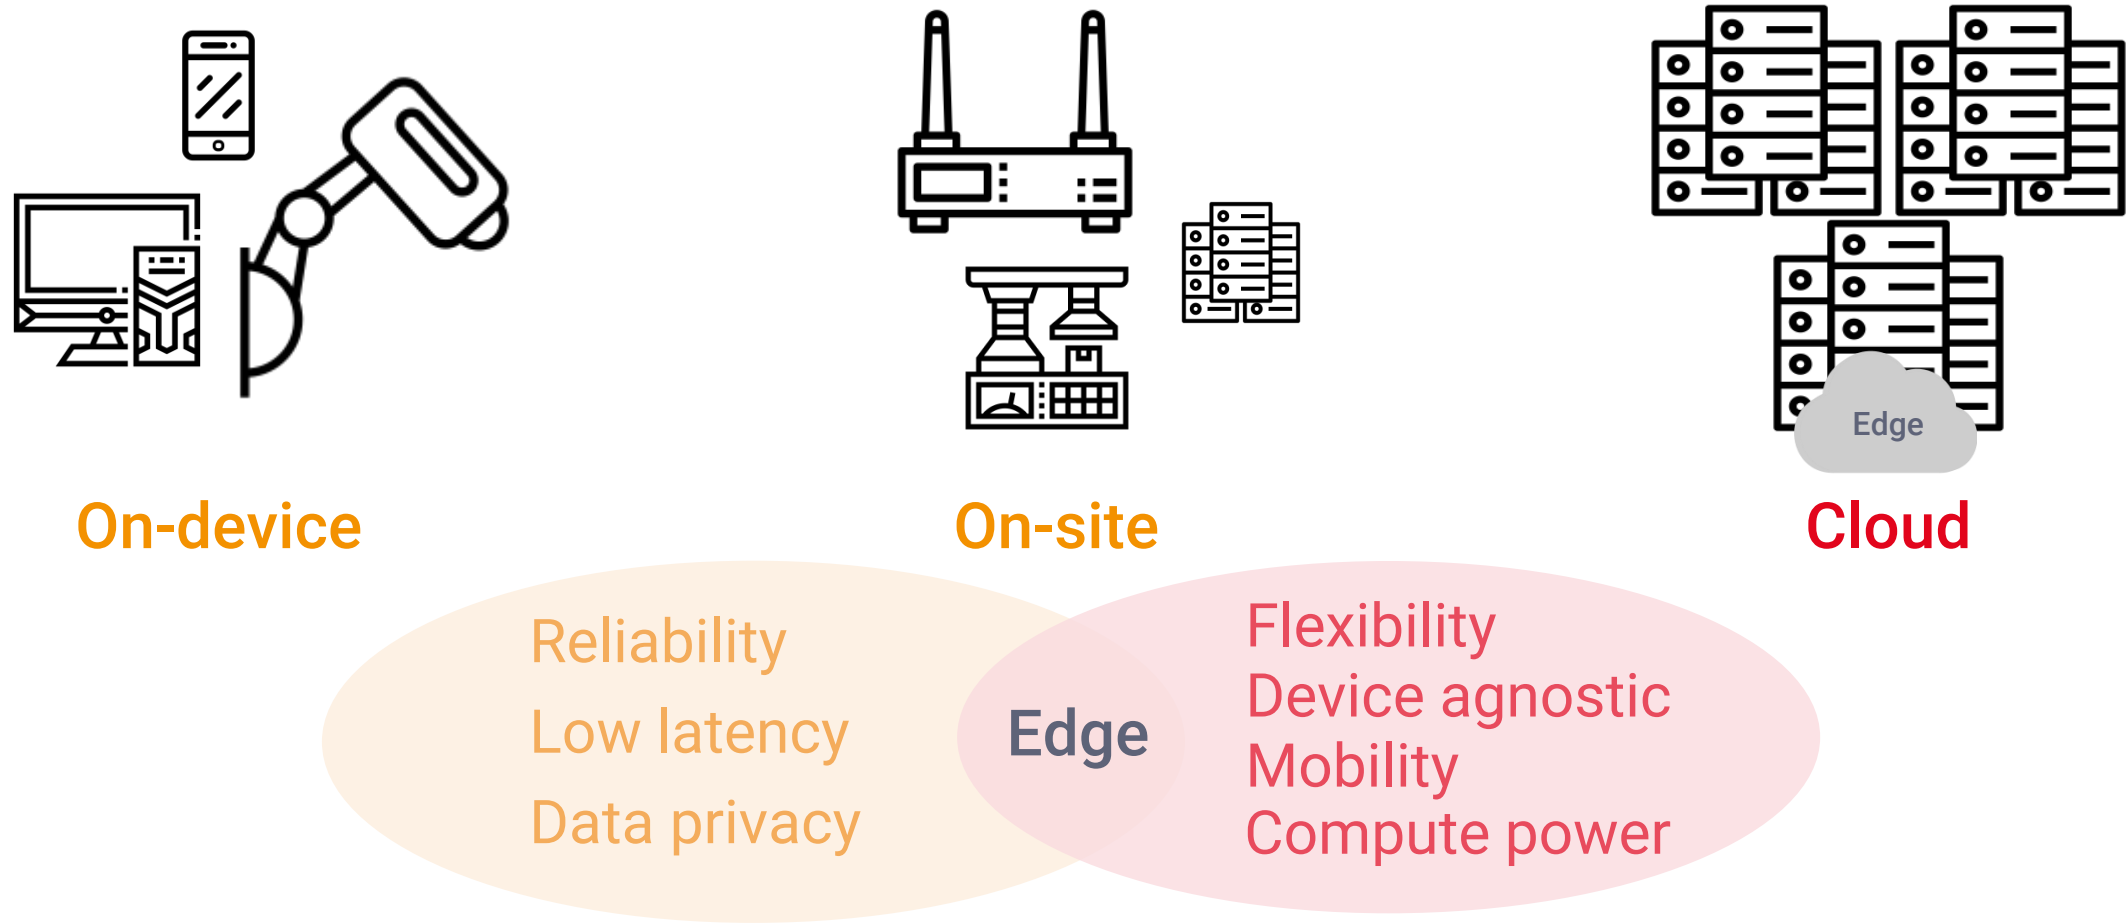 Edge
On-device
On-site
Cloud
Reliability
Low latency
Data privacy
Edge
Flexibility
Device agnostic
Mobility
Compute power